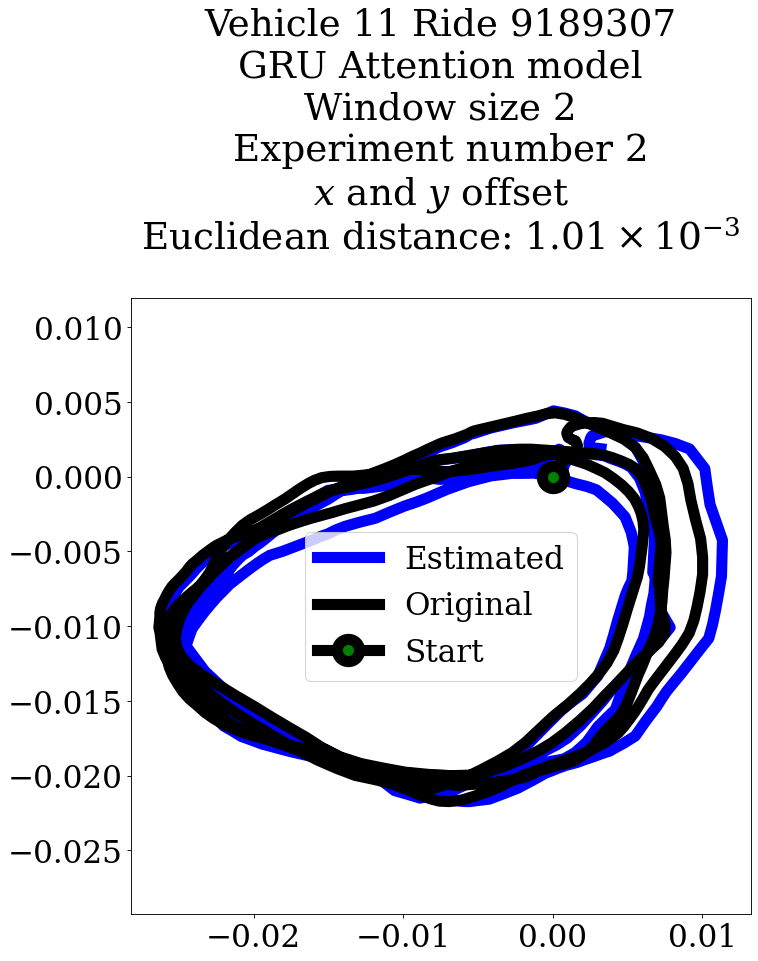 Vehicle 11 Ride 9189307
GRU Attention model
Window size 2
Experiment number 2
x and y offset
Euclidean distance: 1.01 × 10⁻³
0.010
0.005
0.000
−0.005
−0.010
−0.015
−0.020
−0.025
Estimated
Original
Start
−0.02 −0.01 0.00 0.01